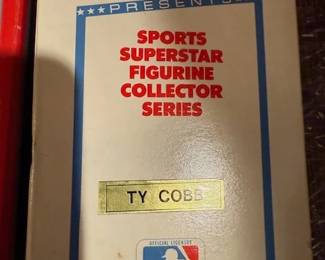 ★★★ PRESENTS
SPORTS
SUPERSTAR
FIGURINE
COLLECTOR
SERIES
TY COBB
OFFICIAL LICENSEE